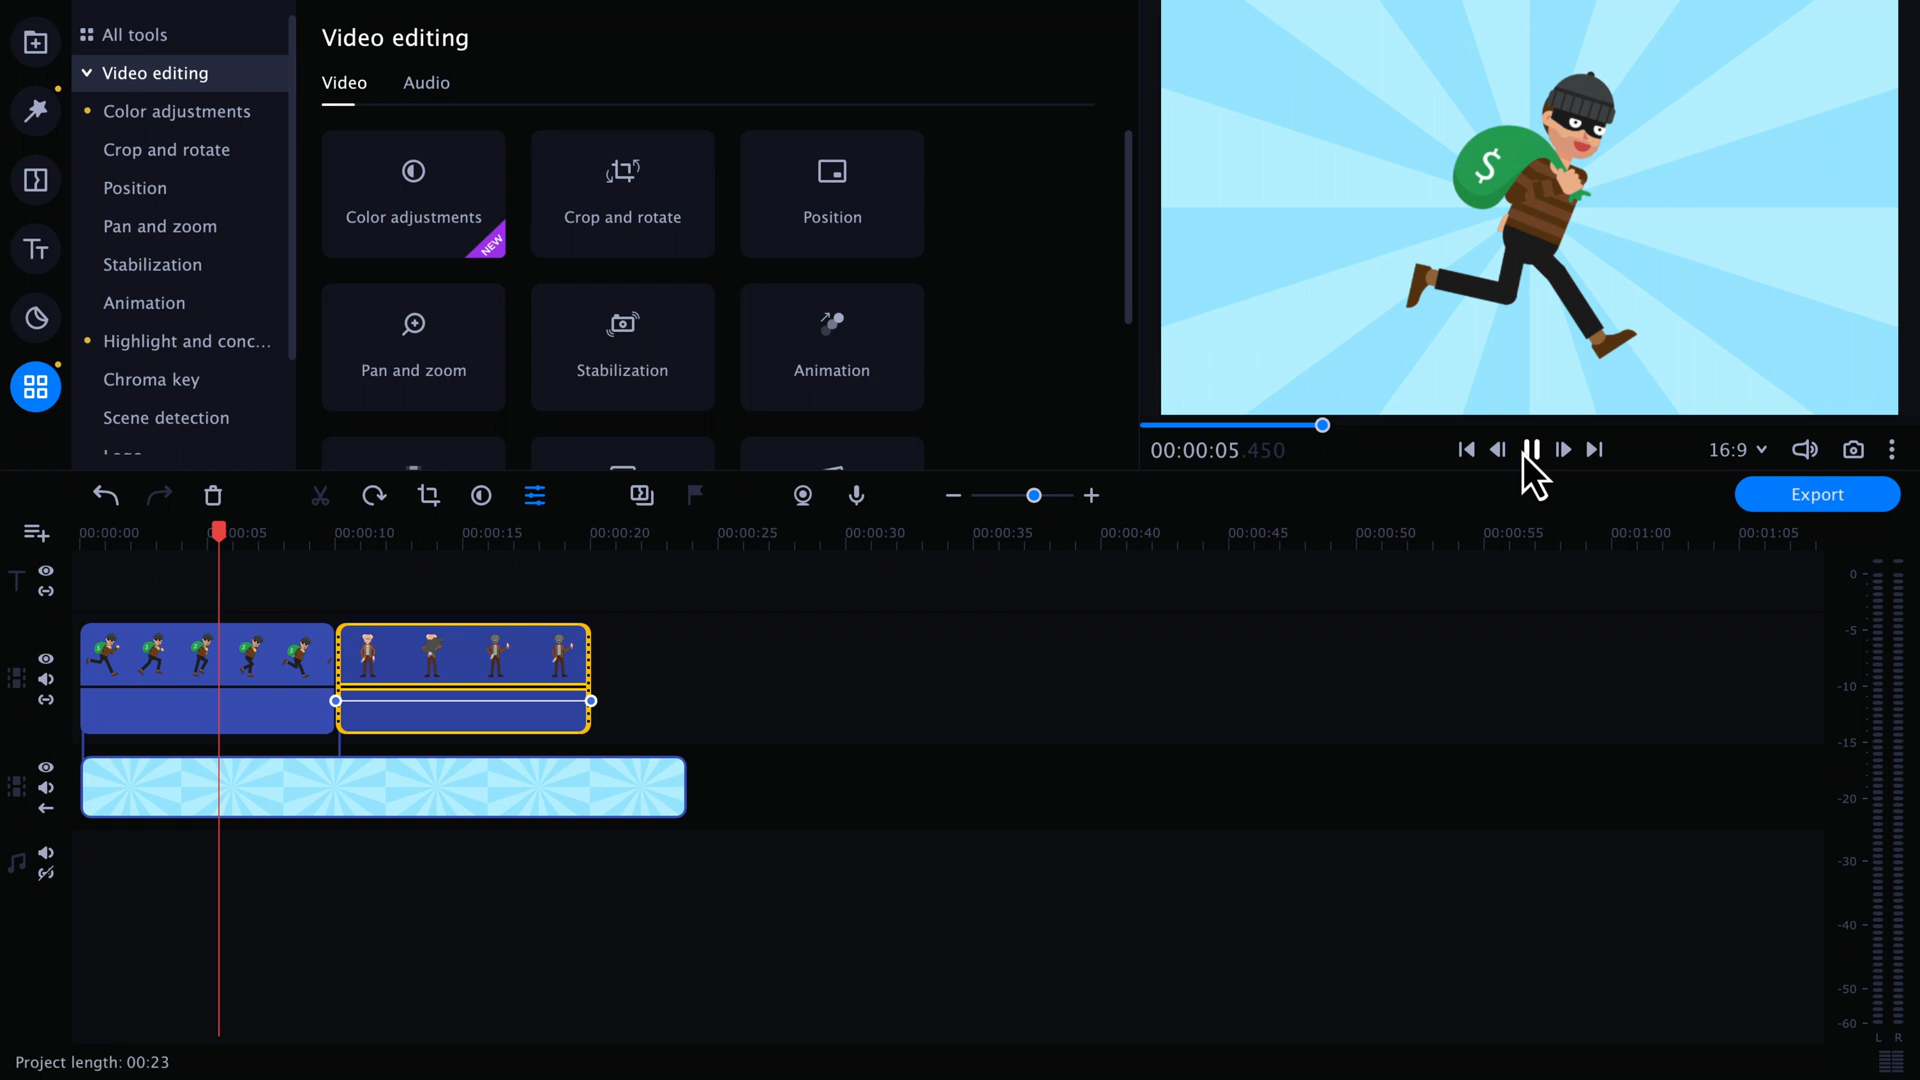 All tools
Video editing
Color adjustments
Crop and rotate
Position
Pan and zoom
Stabilization
Animation
Highlight and conc...
Chroma key
Scene detection
Video editing
Video Audio
Color adjustments
NEW
Crop and rotate
Position
Pan and zoom
Stabilization
Animation
$
00:00:05.450
16:9
Export
00:00:00 00:05 00:00:10 00:00:15 00:00:20 00:00:25 00:00:30 00:00:35 00:00:40 00:00:45 00:00:50 00:00:55 00:01:00 00:01:05
T
0
-5
-10
-15
-20
-30
-40
-50
-60
L R
Project length: 00:23